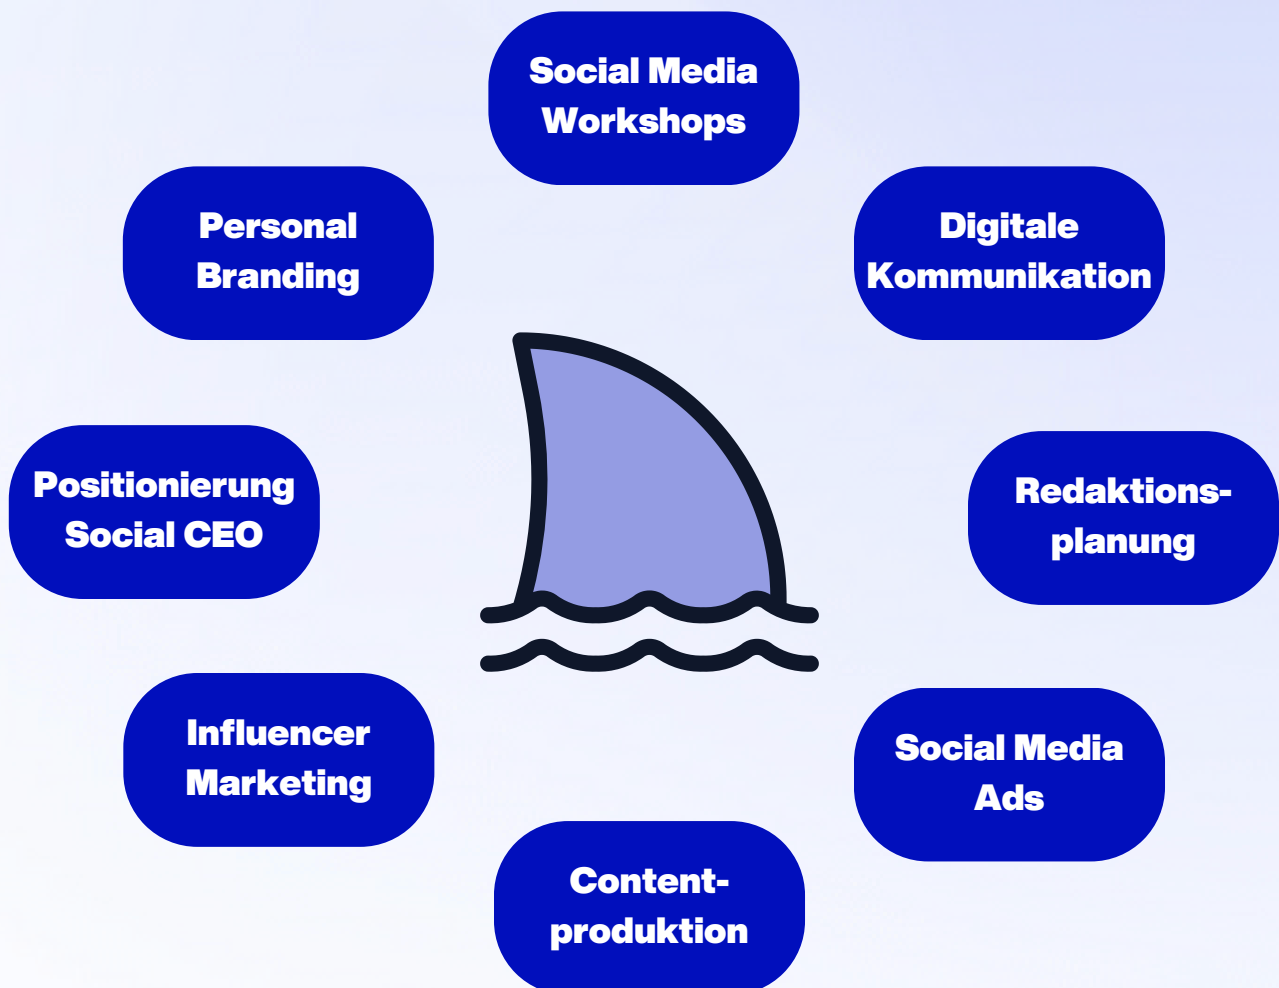 Social Media
Workshops
Personal
Branding
Digitale
Kommunikation
Positionierung
Social CEO
Redaktions-
planung
Influencer
Marketing
Social Media
Ads
Content-
produktion